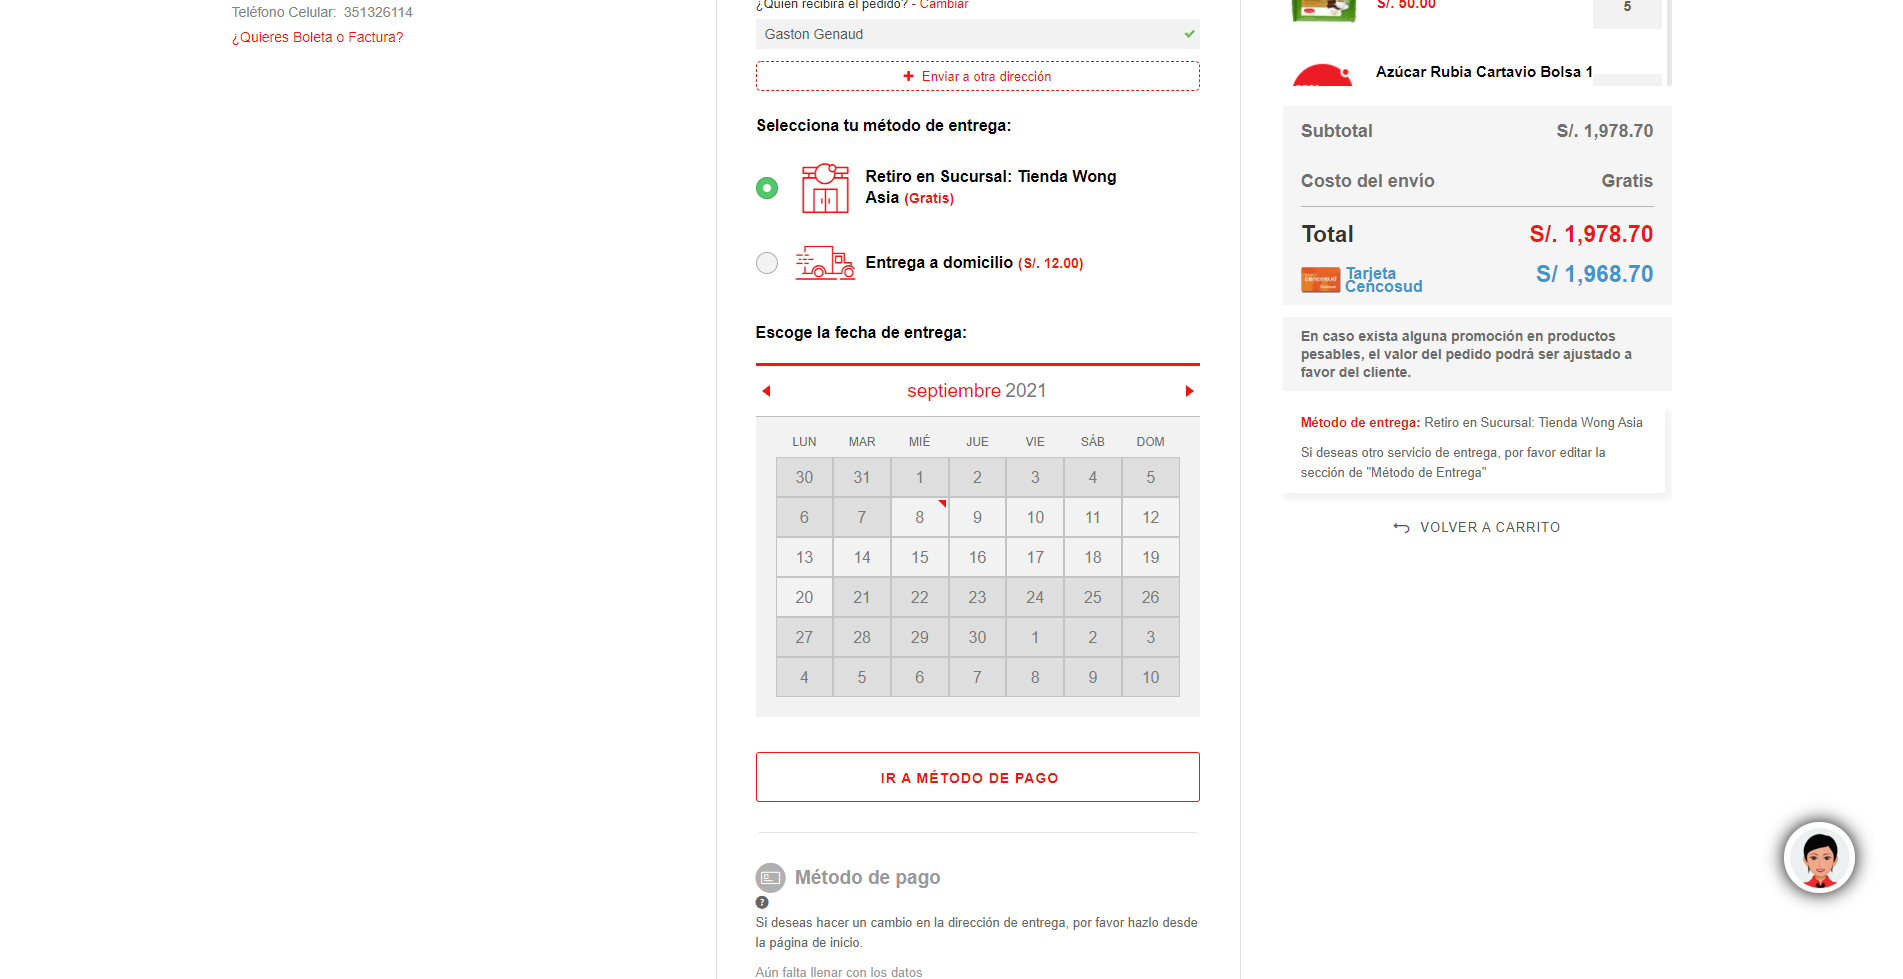 Teléfono Celular: 351326114
¿Quieres Boleta o Factura?
¿Quién recibirá el pedido? - Cambiar
Gaston Genaud
Enviar a otra dirección
Selecciona tu método de entrega:
Retiro en Sucursal: Tienda Wong
Asia (Gratis)
Entrega a domicilio (S/. 12.00)
Escoge la fecha de entrega:
septiembre 2021
LUN MAR MIÉ JUE VIE SÁB DOM
30 31 1 2 3 4 5
6 7 8 9 10 11 12
13 14 15 16 17 18 19
20 21 22 23 24 25 26
27 28 29 30 1 2 3
4 5 6 7 8 9 10
IR A MÉTODO DE PAGO
Método de pago
?
Si deseas hacer un cambio en la dirección de entrega, por favor hazlo desde
la página de inicio.
Aún falta llenar con los datos
S/. 50.00
5
Azúcar Rubia Cartavio Bolsa 1
Subtotal S/. 1,978.70
Costo del envío Gratis
Total S/. 1,978.70
cencosud
Tarjeta
Cencosud
S/ 1,968.70
En caso exista alguna promoción en productos
pesables, el valor del pedido podrá ser ajustado a
favor del cliente.
Método de entrega: Retiro en Sucursal: Tienda Wong Asia
Si deseas otro servicio de entrega, por favor editar la
sección de "Método de Entrega"
VOLVER A CARRITO